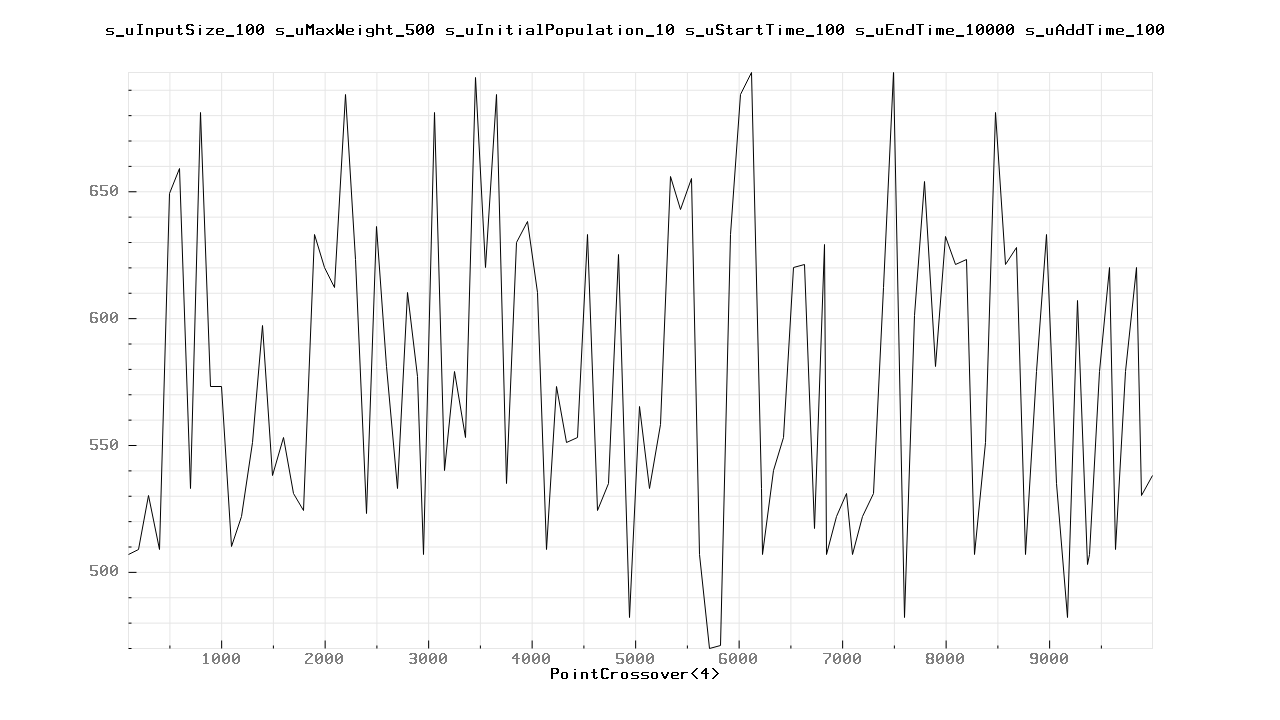 s_uInputSize_100 s_uMaxWeight_500 s_uInitialPopulation_10 s_uStartTime_100 s_uEndTime_10000 s_uAddTime_100
650
600
550
500
1000 2000 3000 4000 5000 6000 7000 8000 9000
PointCrossover<4>